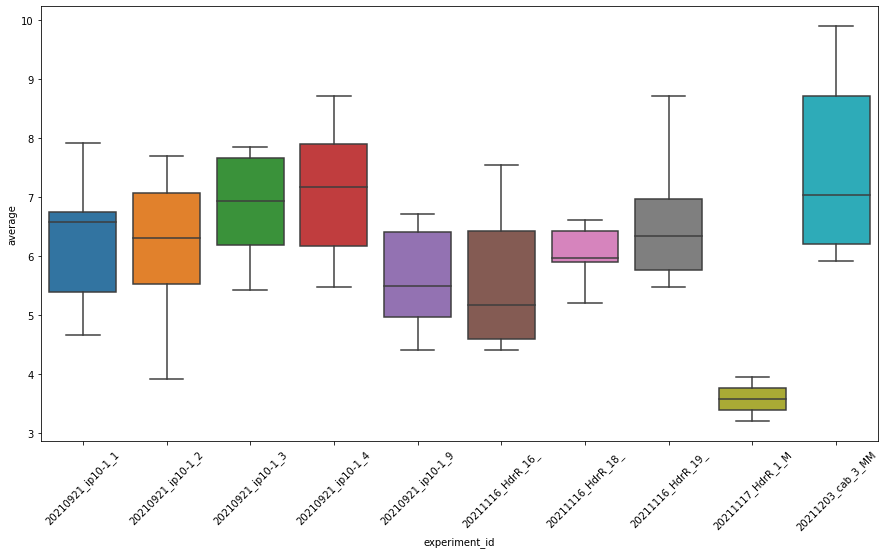 10
9
8
7
6
5
4
3
average
20210921_ip10-1_1
20210921_ip10-1_2
20210921_ip10-1_3
20210921_ip10-1_4
20210921_ip10-1_9
20211116_HdrR_16_
20211116_HdrR_18_
20211116_HdrR_19_
20211117_HdrR_1_M
20211203_cab_3_MM
experiment_id